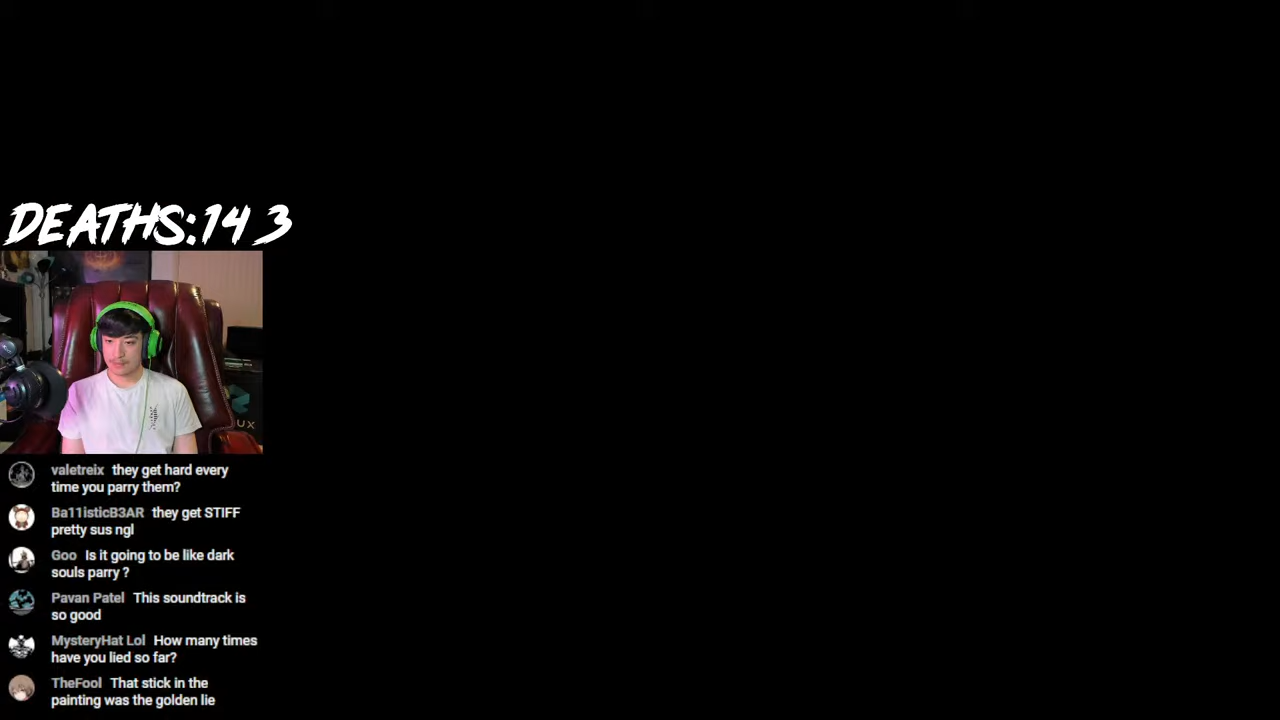 DEATHS:143
UX
valetreix they get hard every
time you parry them?
Ba11isticB3AR they get STIFF
pretty sus ngl
Goo Is it going to be like dark
souls parry ?
Pavan Patel This soundtrack is
so good
MysteryHat Lol How many times
have you lied so far?
TheFool That stick in the
painting was the golden lie